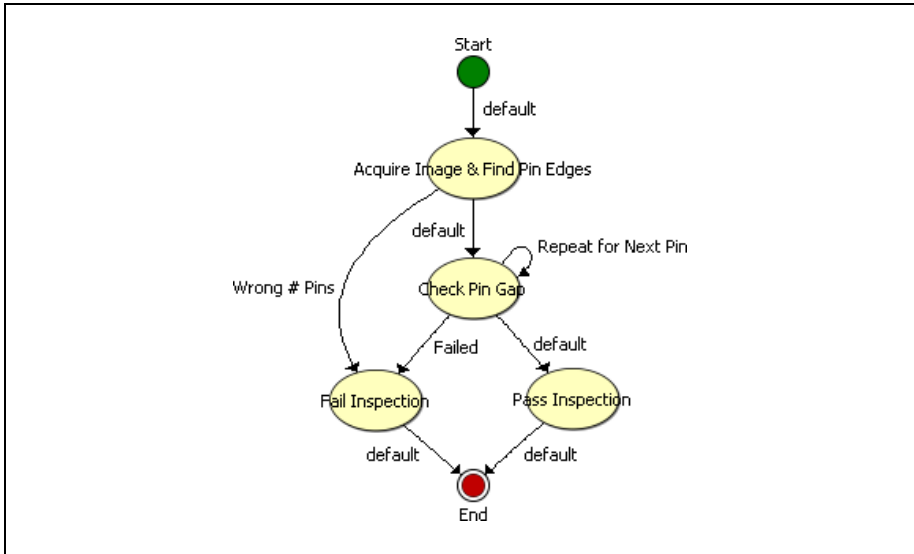 Start
default
Acquire Image & Find Pin Edges
default
Repeat for Next Pin
Wrong # Pins
Check Pin Gap
Failed
default
Fail Inspection
Pass Inspection
default
default
End